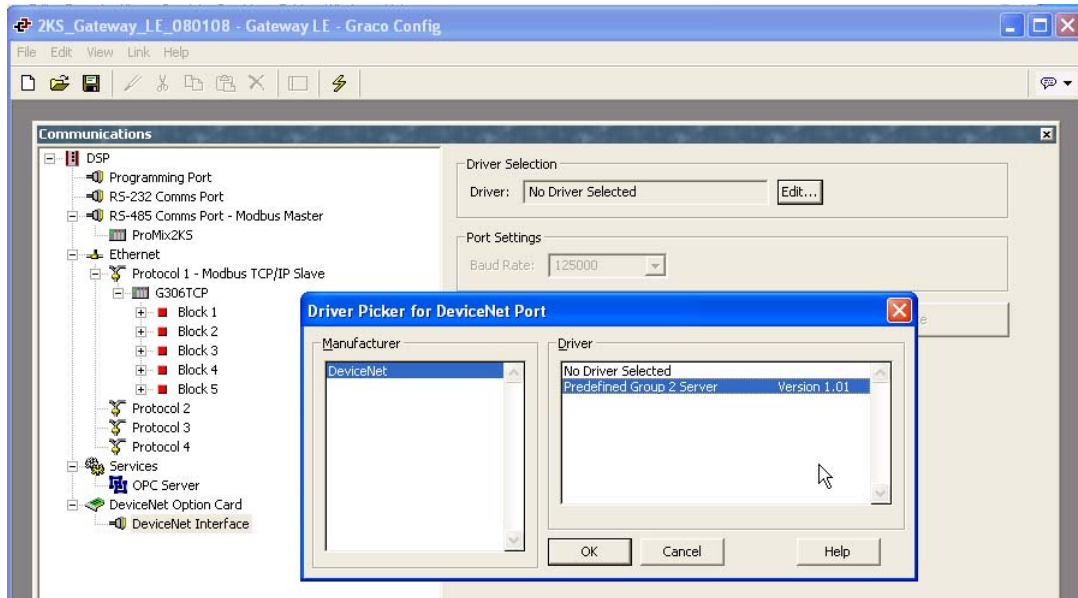 2KS_Gateway_LE_080108 - Gateway LE - Graco Config
File Edit View Link Help
Communications
DSP
Programming Port
RS-232 Comms Port
RS-485 Comms Port - Modbus Master
ProMix2KS
Ethernet
Protocol 1 - Modbus TCP/IP Slave
G306TCP
Block 1
Block 2
Block 3
Block 4
Block 5
Protocol 2
Protocol 3
Protocol 4
Services
OPC Server
DeviceNet Option Card
DeviceNet Interface
Driver Selection
Driver: No Driver Selected Edit...
Port Settings
Baud Rate: 125000
Driver Picker for DeviceNet Port
Manufacturer
DeviceNet
Driver
No Driver Selected
Predefined Group 2 Server Version 1.01
OK Cancel Help